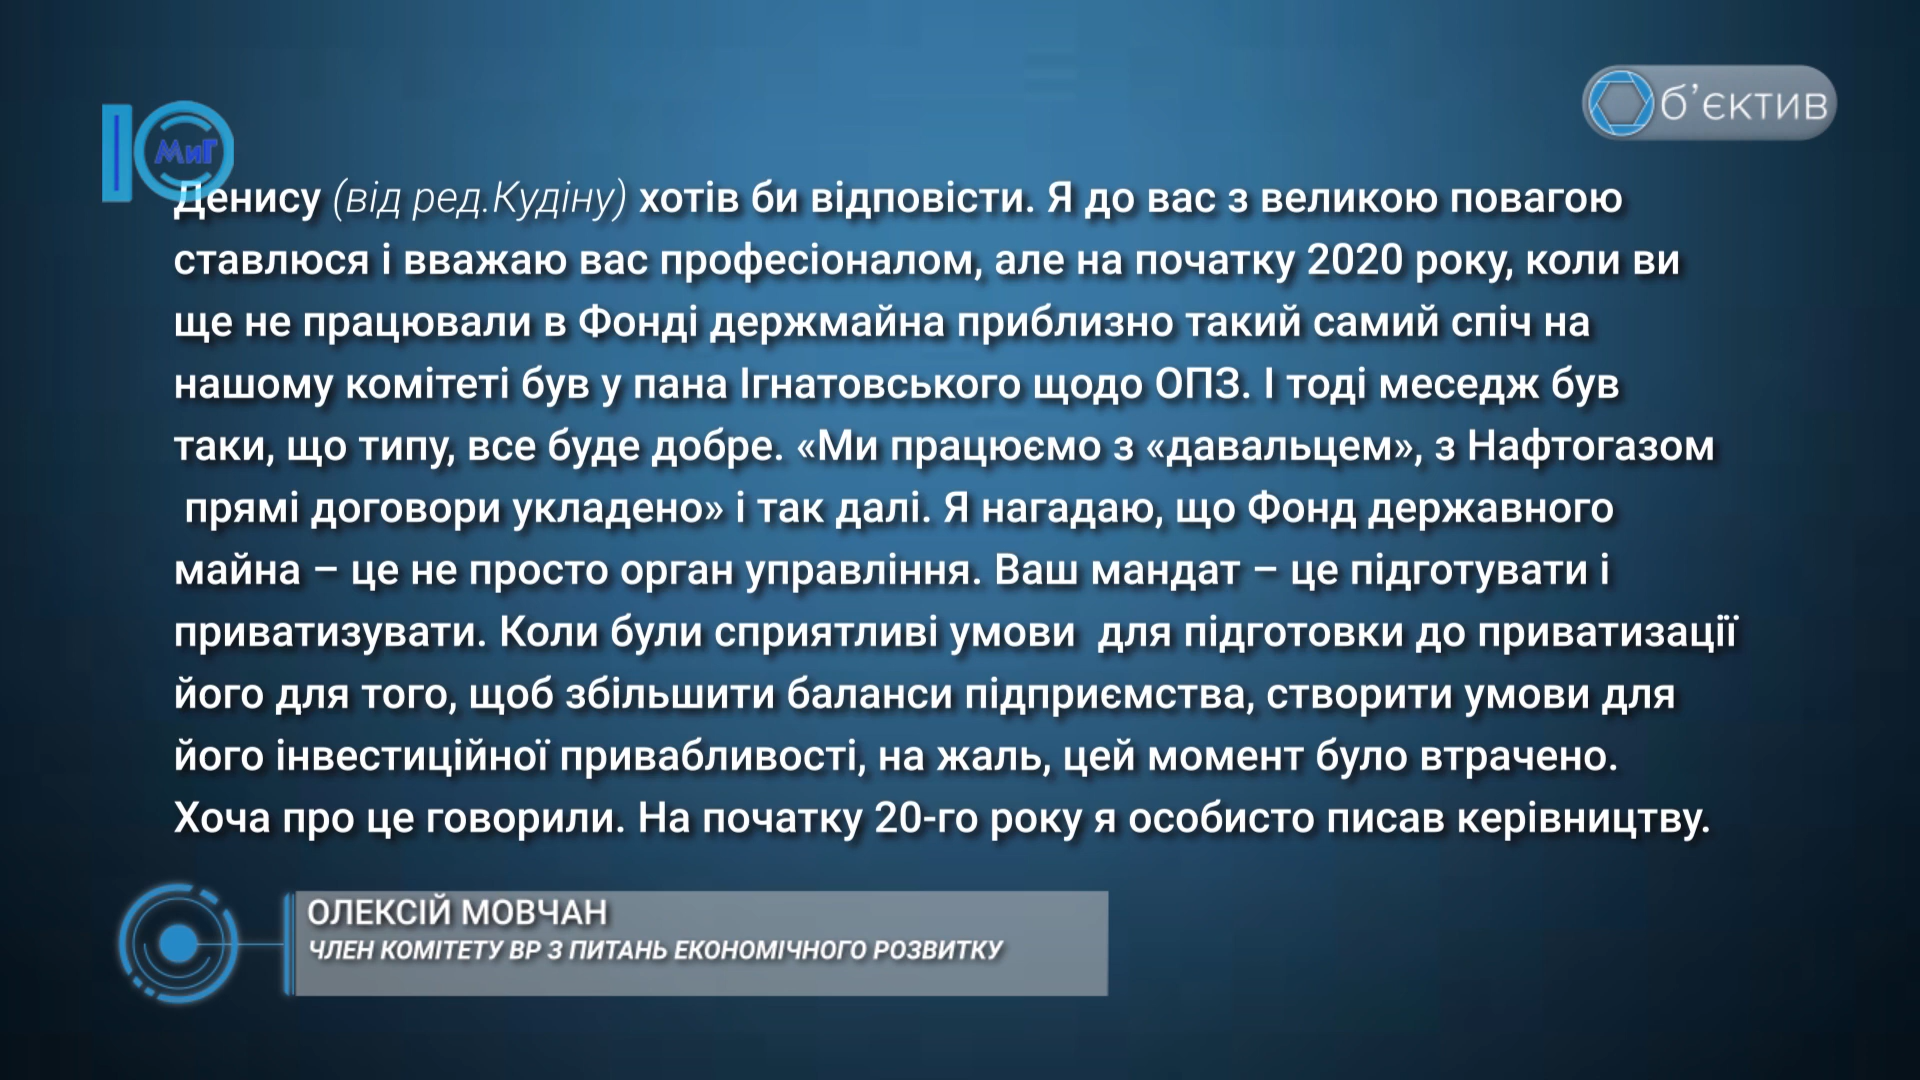 б’єктив
МиГ
Денису (від ред.Кудіну) хотів би відповісти. Я до вас з великою повагою
ставлюся і вважаю вас професіоналом, але на початку 2020 року, коли ви
ще не працювали в Фонді держмайна приблизно такий самий спіч на
нашому комітеті був у пана Ігнатовського щодо ОПЗ. І тоді меседж був
таки, що типу, все буде добре. «Ми працюємо з «давальцем», з Нафтогазом
прямі договори укладено» і так далі. Я нагадаю, що Фонд державного
майна – це не просто орган управління. Ваш мандат – це підготувати і
приватизувати. Коли були сприятливі умови  для підготовки до приватизації
його для того, щоб збільшити баланси підприємства, створити умови для
його інвестиційної привабливості, на жаль, цей момент було втрачено.
Хоча про це говорили. На початку 20-го року я особисто писав керівництву.
ОЛЕКСІЙ МОВЧАН
ЧЛЕН КОМІТЕТУ ВР З ПИТАНЬ ЕКОНОМІЧНОГО РОЗВИТКУ